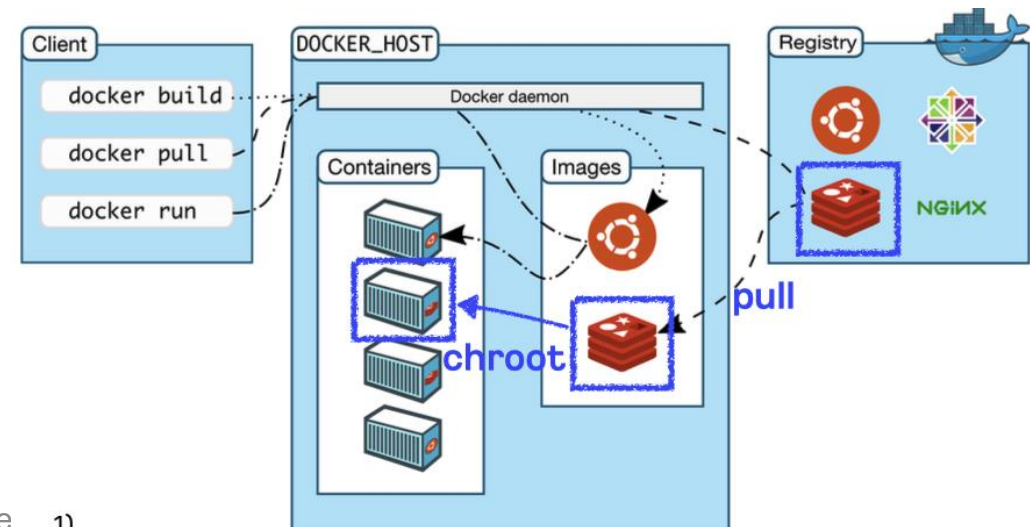 Client
DOCKER_HOST
Registry
docker build
Docker daemon
docker pull
Containers
Images
docker run
NGiNX
pull
chroot
e 1)